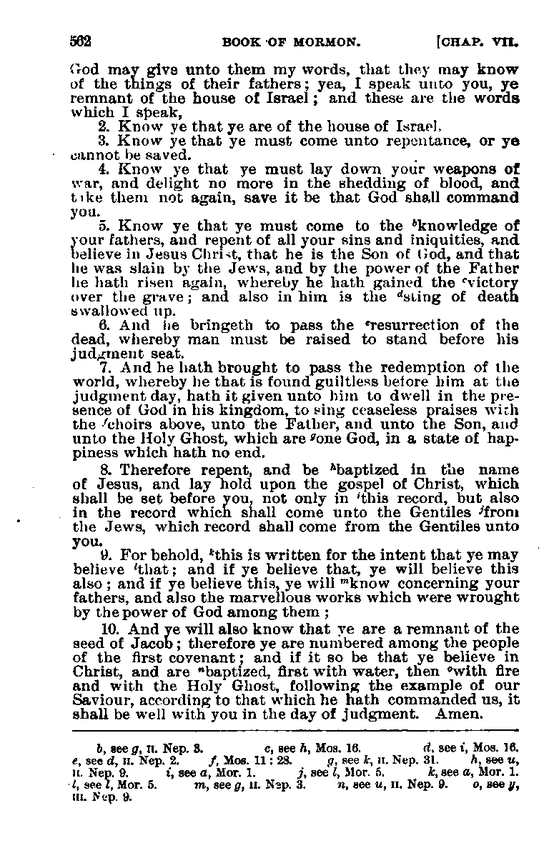 562 BOOK OF MORMON. [CHAP. VII.
God may give unto them my words, that they may know
of the things of their fathers; yea, I speak unto you, ye
remnant of the house of Israel; and these are the words
which I speak,
2. Know ye that ye are of the house of Israel.
3. Know ye that ye must come unto repentance, or ye
cannot be saved.
4. Know ye that ye must lay down your weapons of
war, and delight no more in the shedding of blood, and
take them not again, save it be that God shall command
you.
5. Know ye that ye must come to the ᵇknowledge of
your fathers, and repent of all your sins and iniquities, and
believe in Jesus Christ, that he is the Son of God, and that
he was slain by the Jews, and by the power of the Father
he hath risen again, whereby he hath gained the ᶜvictory
over the grave; and also in him is the ᵈsting of death
swallowed up.
6. And he bringeth to pass the ᵉresurrection of the
dead, whereby man must be raised to stand before his
judgment seat.
7. And he hath brought to pass the redemption of the
world, whereby he that is found guiltless before him at the
judgment day, hath it given unto him to dwell in the pre-
sence of God in his kingdom, to sing ceaseless praises with
the ᶠchoirs above, unto the Father, and unto the Son, and
unto the Holy Ghost, which are ᵍone God, in a state of hap-
piness which hath no end.
8. Therefore repent, and be ʰbaptized in the name
of Jesus, and lay hold upon the gospel of Christ, which
shall be set before you, not only in ⁱthis record, but also
in the record which shall come unto the Gentiles ʲfrom
the Jews, which record shall come from the Gentiles unto
you.
9. For behold, ᵏthis is written for the intent that ye may
believe ˡthat; and if ye believe that, ye will believe this
also; and if ye believe this, ye will ᵐknow concerning your
fathers, and also the marvellous works which were wrought
by the power of God among them;
10. And ye will also know that ye are a remnant of the
seed of Jacob; therefore ye are numbered among the people
of the first covenant; and if it so be that ye believe in
Christ, and are ⁿbaptized, first with water, then ᵒwith fire
and with the Holy Ghost, following the example of our
Saviour, according to that which he hath commanded us, it
shall be well with you in the day of judgment. Amen.
b, see g, II. Nep. 3. c, see h, Mos. 16. d, see i, Mos. 16.
e, see d, II. Nep. 2. f, Mos. 11: 28. g, see k, II. Nep. 31. h, see u,
II. Nep. 9. i, see a, Mor. 1. j, see l, Mor. 5. k, see a, Mor. 1.
l, see l, Mor. 5. m, see g, II. Nep. 3. n, see u, II. Nep. 9. o, see y,
III. Nep. 9.